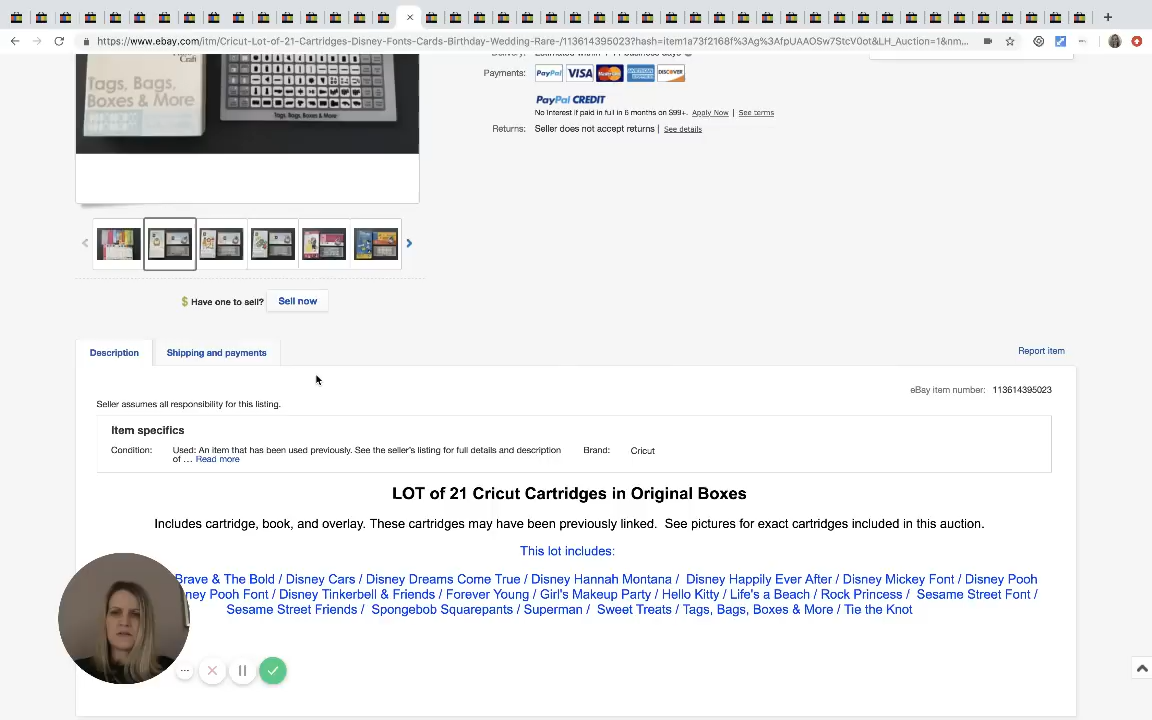 https://www.ebay.com/itm/Cricut-Lot-of-21-Cartridges-Disney-Fonts-Cards-Birthday-Wedding-Rare-/113614395023?hash=item1a73f2168f%3Ag%3AfpUAAOSw7StcV0ot&LH_Auction=1&nm...
Craft
Tags, Bags,
Boxes & More
Tags, Bags, Boxes & More
Payments:
PayPal VISA MasterCard DISCOVER
PayPal CREDIT
No Interest if paid in full in 6 months on $99+. Apply Now | See terms
Returns: Seller does not accept returns | See details
$ Have one to sell? Sell now
Description Shipping and payments
Report item
eBay item number: 113614395023
Seller assumes all responsibility for this listing.
Item specifics
Condition: Used: An item that has been used previously. See the seller's listing for full details and description
of ... Read more
Brand: Cricut
LOT of 21 Cricut Cartridges in Original Boxes
Includes cartridge, book, and overlay. These cartridges may have been previously linked. See pictures for exact cartridges included in this auction.
This lot includes:
Brave & The Bold / Disney Cars / Disney Dreams Come True / Disney Hannah Montana / Disney Happily Ever After / Disney Mickey Font / Disney Pooh
Pooh Font / Disney Tinkerbell & Friends / Forever Young / Girl's Makeup Party / Hello Kitty / Life's a Beach / Rock Princess / Sesame Street Font /
Sesame Street Friends / Spongebob Squarepants / Superman / Sweet Treats / Tags, Bags, Boxes & More / Tie the Knot